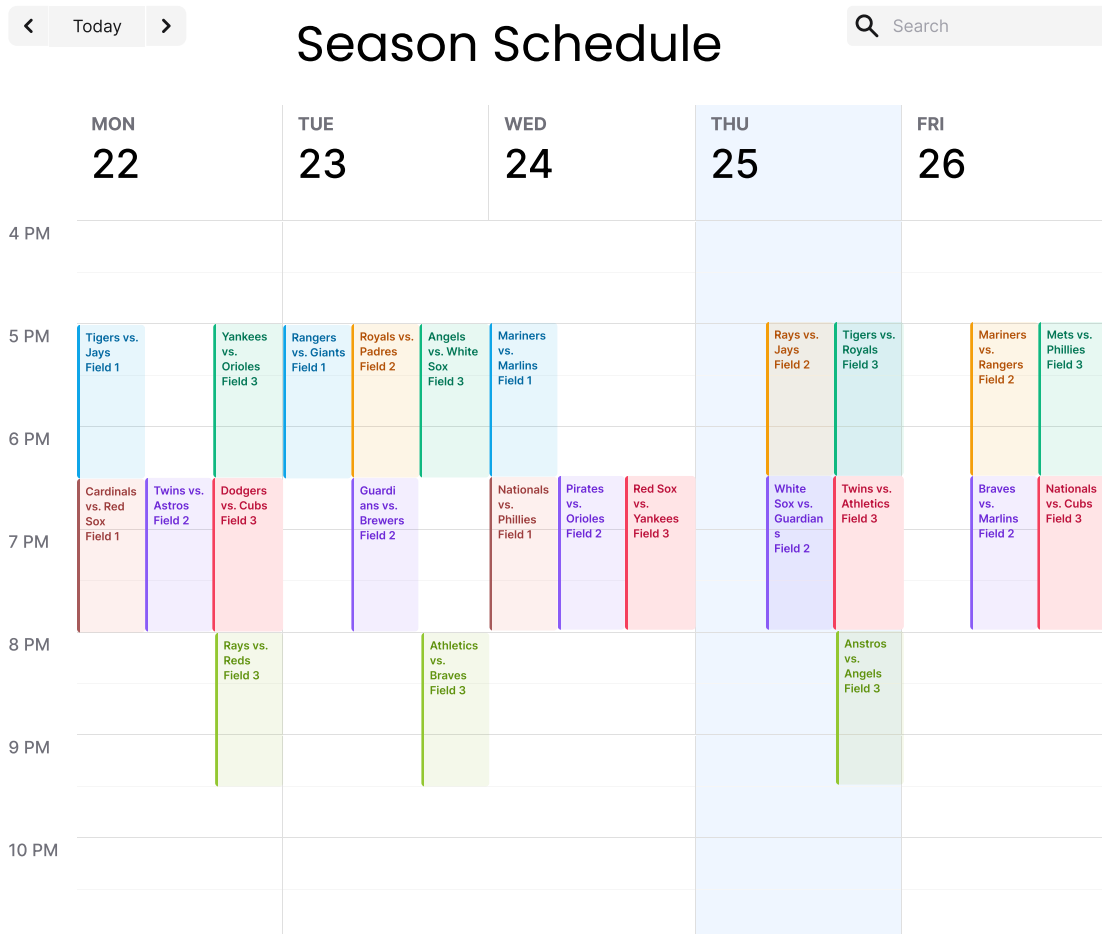 Today
Season Schedule
Search
MON
22
TUE
23
WED
24
THU
25
FRI
26
4 PM
5 PM
6 PM
7 PM
8 PM
9 PM
10 PM
Tigers vs.
Jays
Field 1
Yankees
vs.
Orioles
Field 3
Rangers
vs. Giants
Field 1
Royals vs.
Padres
Field 2
Angels
vs. White
Sox
Field 3
Mariners
vs.
Marlins
Field 1
Rays vs.
Jays
Field 2
Tigers vs.
Royals
Field 3
Mariners
vs.
Rangers
Field 2
Mets vs.
Phillies
Field 3
Cardinals
vs. Red
Sox
Field 1
Twins vs.
Astros
Field 2
Dodgers
vs. Cubs
Field 3
Guardi
ans vs.
Brewers
Field 2
Nationals
vs.
Phillies
Field 1
Pirates
vs.
Orioles
Field 2
Red Sox
vs.
Yankees
Field 3
White
Sox vs.
Guardian
s
Field 2
Twins vs.
Athletics
Field 3
Braves
vs.
Marlins
Field 2
Nationals
vs. Cubs
Field 3
Rays vs.
Reds
Field 3
Athletics
vs.
Braves
Field 3
Anstros
vs.
Angels
Field 3